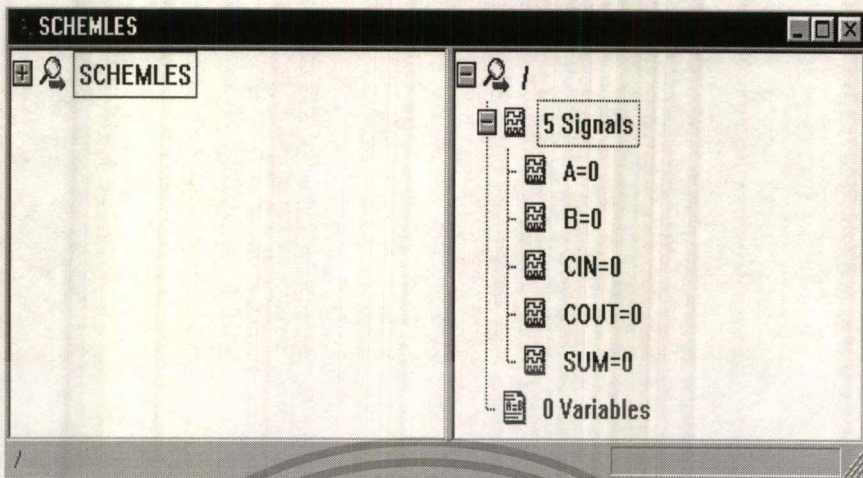 SCHEMLES
SCHEMLES
/
5 Signals
A=0
B=0
CIN=0
COUT=0
SUM=0
0 Variables
/